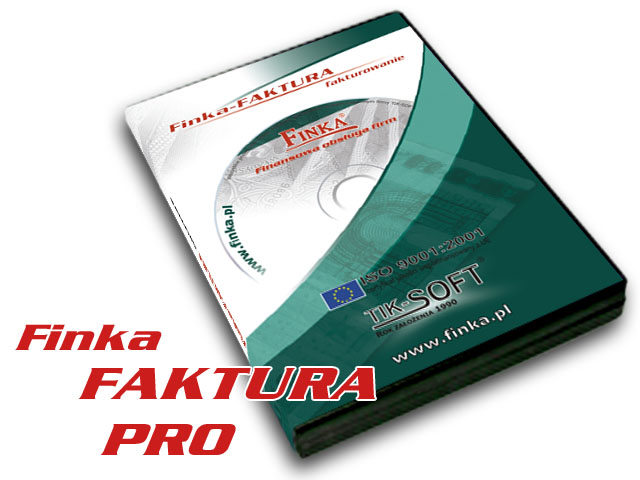 Finka-FAKTURA
fakturowanie
FINKA®
Finansowa obsługa firm
www.finka.pl
ISO 9001:2001
TIK-SOFT®
ROK ZAŁOŻENIA 1990
www.finka.pl
Finka
FAKTURA
PRO